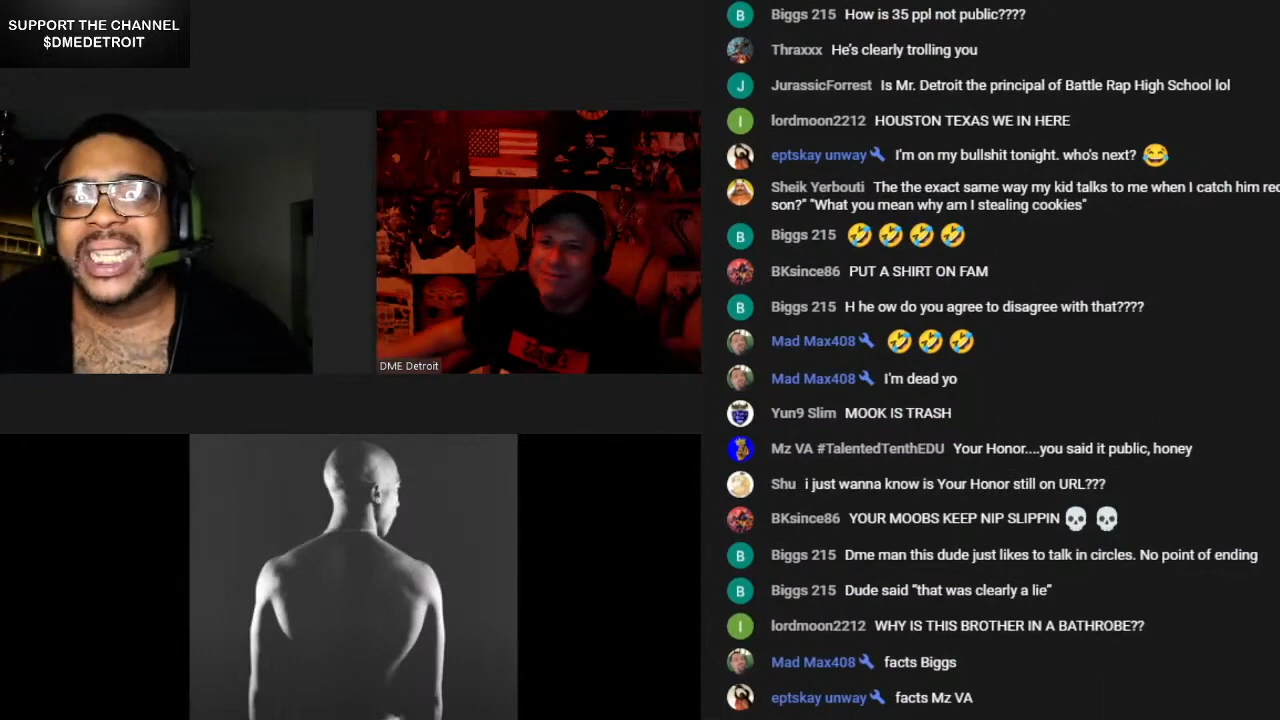 SUPPORT THE CHANNEL
$DMEDETROIT
DME Detroit
B Biggs 215 How is 35 ppl not public????
Thraxxx He's clearly trolling you
J JurassicForrest Is Mr. Detroit the principal of Battle Rap High School lol
I lordmoon2212 HOUSTON TEXAS WE IN HERE
eptskay unway🔧 I'm on my bullshit tonight. who's next? 😂
Sheik Yerbouti The the exact same way my kid talks to me when I catch him red
son?" "What you mean why am I stealing cookies"
B Biggs 215 🤣🤣🤣🤣
BKsince86 PUT A SHIRT ON FAM
B Biggs 215 H he ow do you agree to disagree with that????
Mad Max408🔧 🤣🤣🤣
Mad Max408🔧 I'm dead yo
Yun9 Slim MOOK IS TRASH
Mz VA #TalentedTenthEDU Your Honor....you said it public, honey
Shu i just wanna know is Your Honor still on URL???
BKsince86 YOUR MOOBS KEEP NIP SLIPPIN 💀💀
B Biggs 215 Dme man this dude just likes to talk in circles. No point of ending
B Biggs 215 Dude said “that was clearly a lie”
I lordmoon2212 WHY IS THIS BROTHER IN A BATHROBE??
Mad Max408🔧 facts Biggs
eptskay unway🔧 facts Mz VA